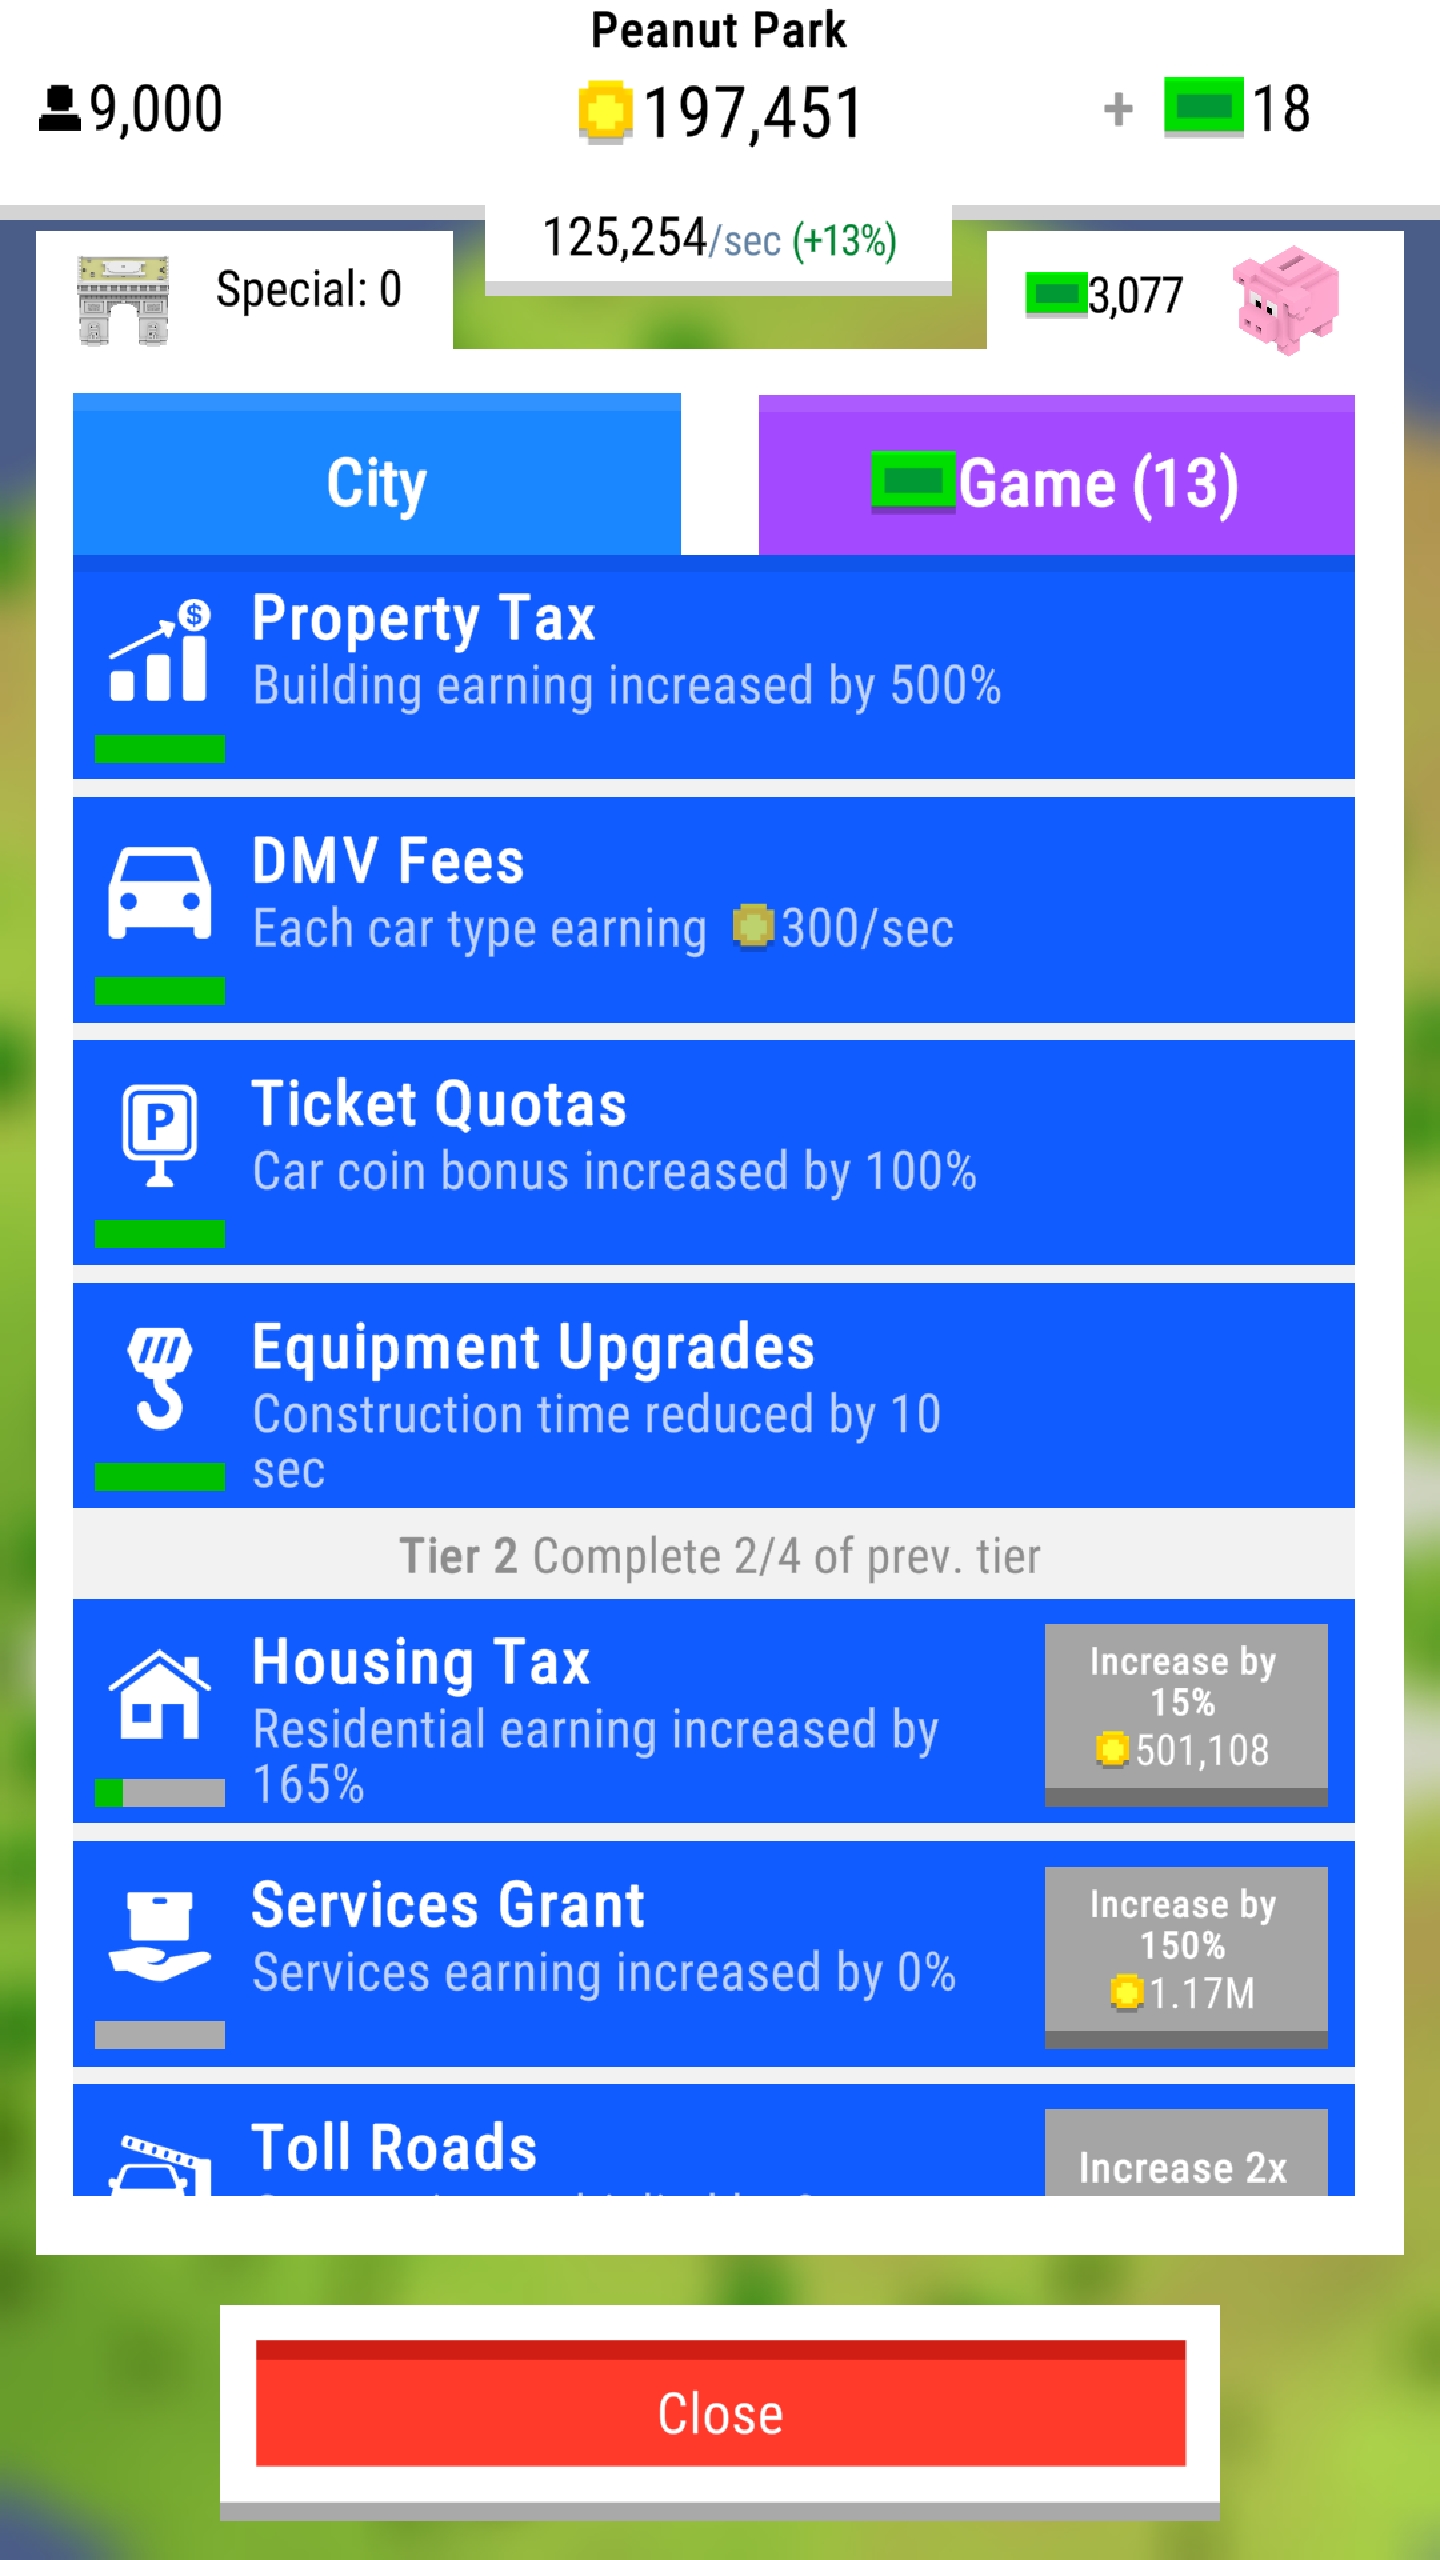 Peanut Park
9,000
197,451
+ 18
125,254/sec (+13%)
Special: 0
3,077
City
Game (13)
Property Tax
Building earning increased by 500%
DMV Fees
Each car type earning 300/sec
P
Ticket Quotas
Car coin bonus increased by 100%
Equipment Upgrades
Construction time reduced by 10
sec
Tier 2 Complete 2/4 of prev. tier
Housing Tax
Residential earning increased by
165%
Increase by
15%
501,108
Services Grant
Services earning increased by 0%
Increase by
150%
1.17M
Toll Roads
Increase 2x
Close